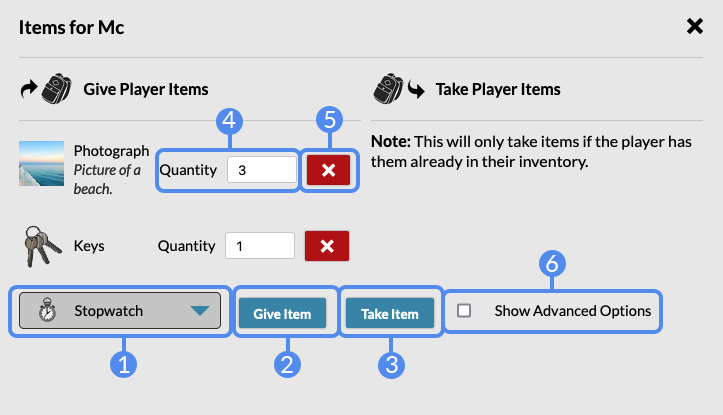 Items for Mc
Give Player Items
Take Player Items
4
5
Photograph
Picture of a
beach.
Quantity
3
Note: This will only take items if the player has
them already in their inventory.
Keys
Quantity
1
6
Stopwatch
Give Item
Take Item
Show Advanced Options
1
2
3